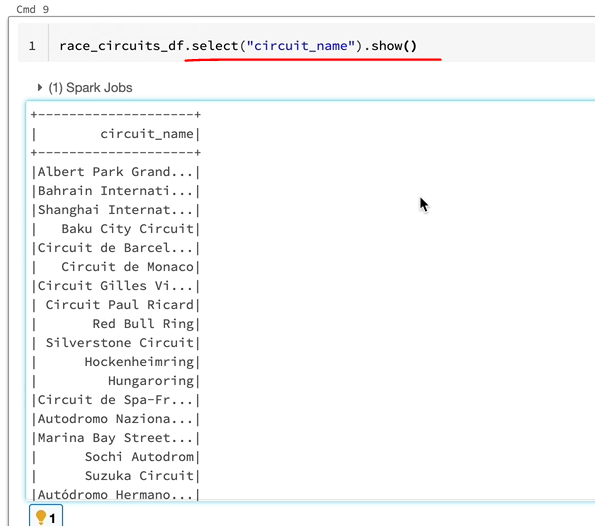 Cmd 9
1 race_circuits_df.select("circuit_name").show()
(1) Spark Jobs
+--------------------+
|        circuit_name|
+--------------------+
|Albert Park Grand...|
|Bahrain Internati...|
|Shanghai Internat...|
|   Baku City Circuit|
|Circuit de Barcel...|
|   Circuit de Monaco|
|Circuit Gilles Vi...|
| Circuit Paul Ricard|
|       Red Bull Ring|
| Silverstone Circuit|
|      Hockenheimring|
|         Hungaroring|
|Circuit de Spa-Fr...|
|Autodromo Naziona...|
|Marina Bay Street...|
|      Sochi Autodrom|
|      Suzuka Circuit|
|Autódromo Hermano...|
1